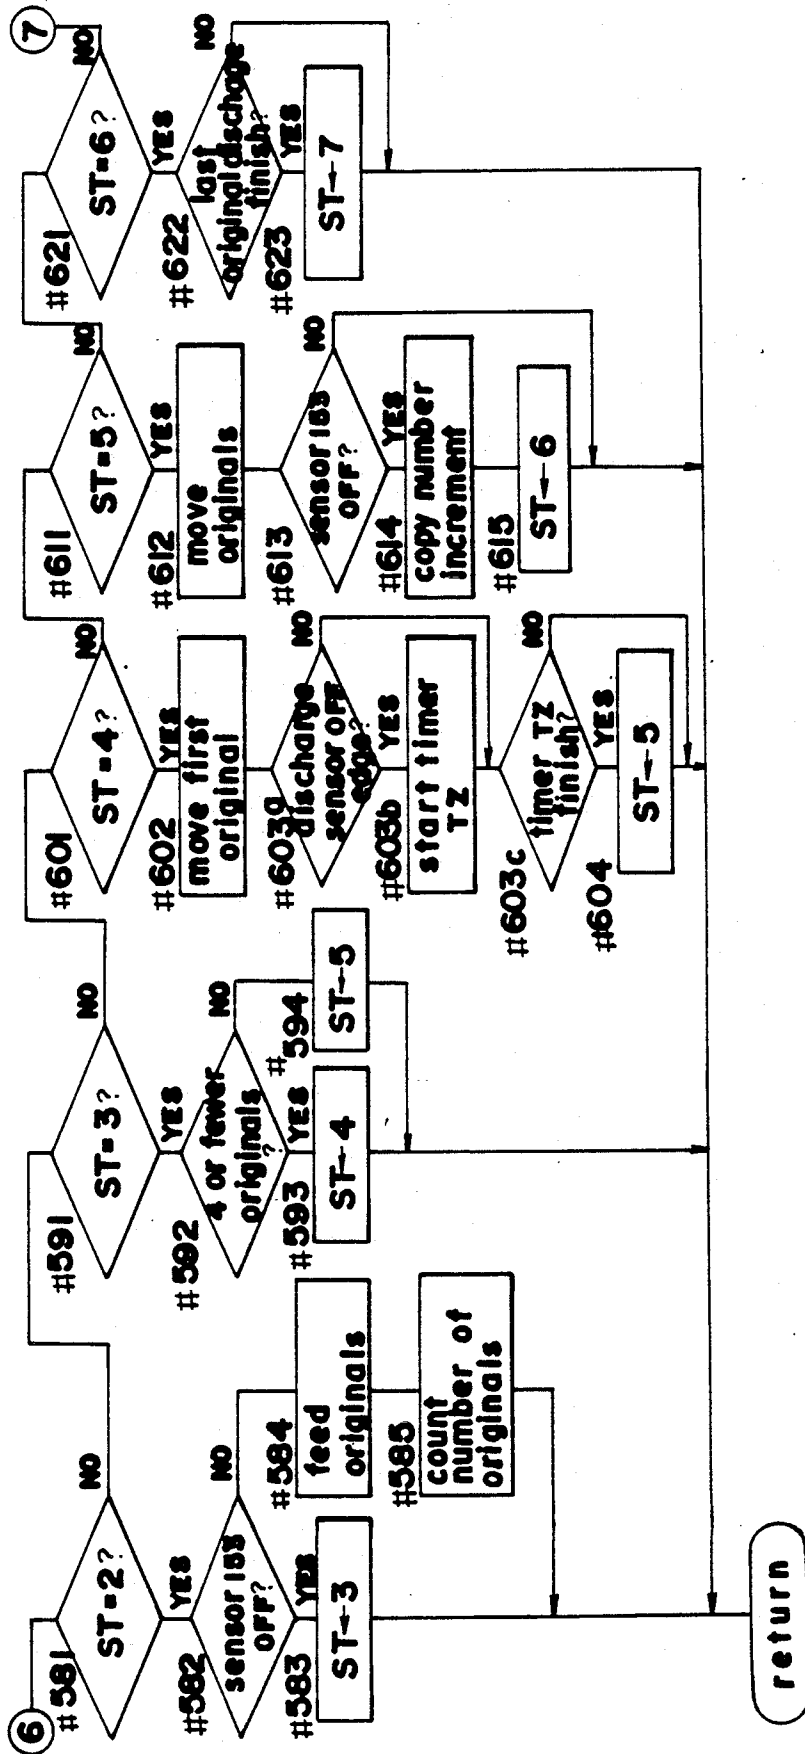 6
#581
ST=2?
NO
YES
#582
sensor 153
OFF?
NO
YES
#583
ST←3
#584
feed
originals
#585
count
number of
originals
return
#591
ST=3?
NO
YES
#592
4 or fewer
originals
?
NO
YES
#593
ST←4
#594
ST←5
#601
ST=4?
NO
YES
#602
move first
original
#603a
discharge
sensor OFF
edge?
NO
YES
#603b
start timer
TZ
#603c
timer TZ
finish?
NO
YES
#604
ST←5
#611
ST=5?
NO
YES
#612
move
originals
#613
sensor 153
OFF?
NO
YES
#614
copy number
increment
#615
ST←6
#621
ST=6?
NO
7
YES
#622
last
original dischage
finish?
NO
YES
#623
ST←7